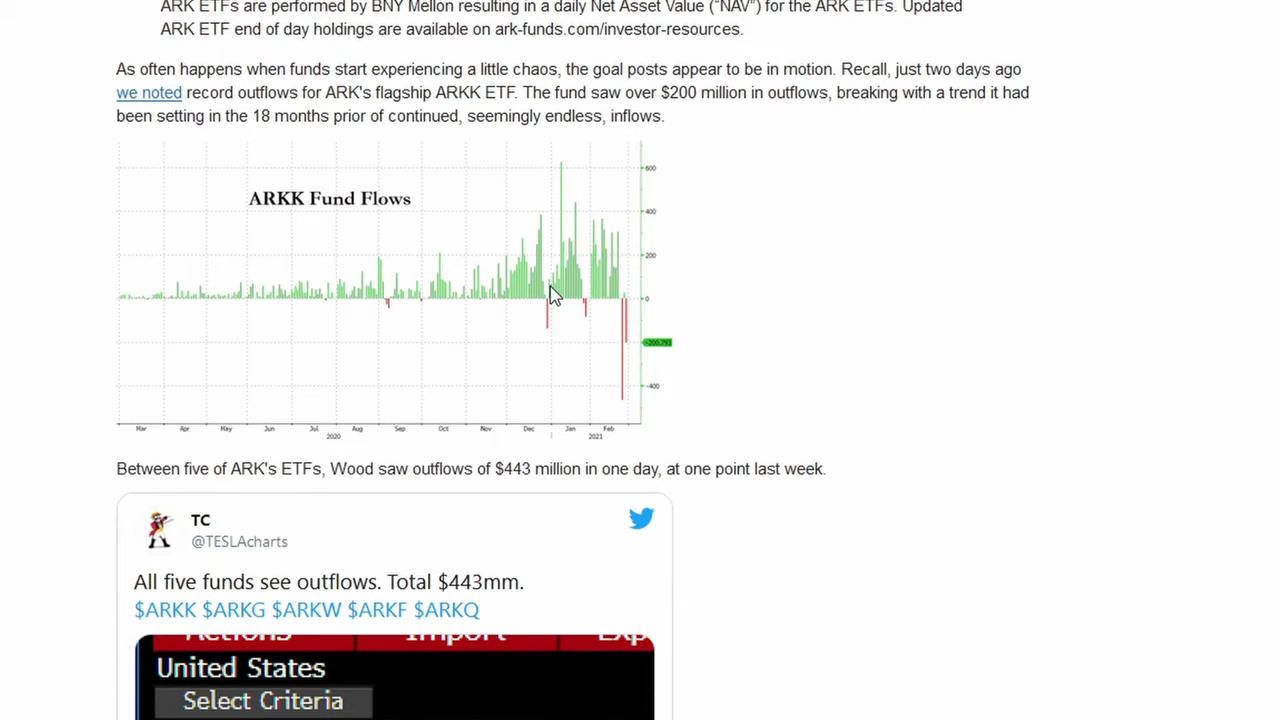 ARK ETFs are performed by BNY Mellon resulting in a daily Net Asset Value (“NAV”) for the ARK ETFs. Updated
ARK ETF end of day holdings are available on ark-funds.com/investor-resources.
As often happens when funds start experiencing a little chaos, the goal posts appear to be in motion. Recall, just two days ago
we noted record outflows for ARK's flagship ARKK ETF. The fund saw over $200 million in outflows, breaking with a trend it had
been setting in the 18 months prior of continued, seemingly endless, inflows.
ARKK Fund Flows
600
400
200
0
-200.793
-400
Mar Apr May Jun Jul Aug Sep Oct Nov Dec Jan Feb
2020 2021
Between five of ARK's ETFs, Wood saw outflows of $443 million in one day, at one point last week.
TC
@TESLAcharts
All five funds see outflows. Total $443mm.
$ARKK $ARKG $ARKW $ARKF $ARKQ
Actions Import Exp
United States
Select Criteria